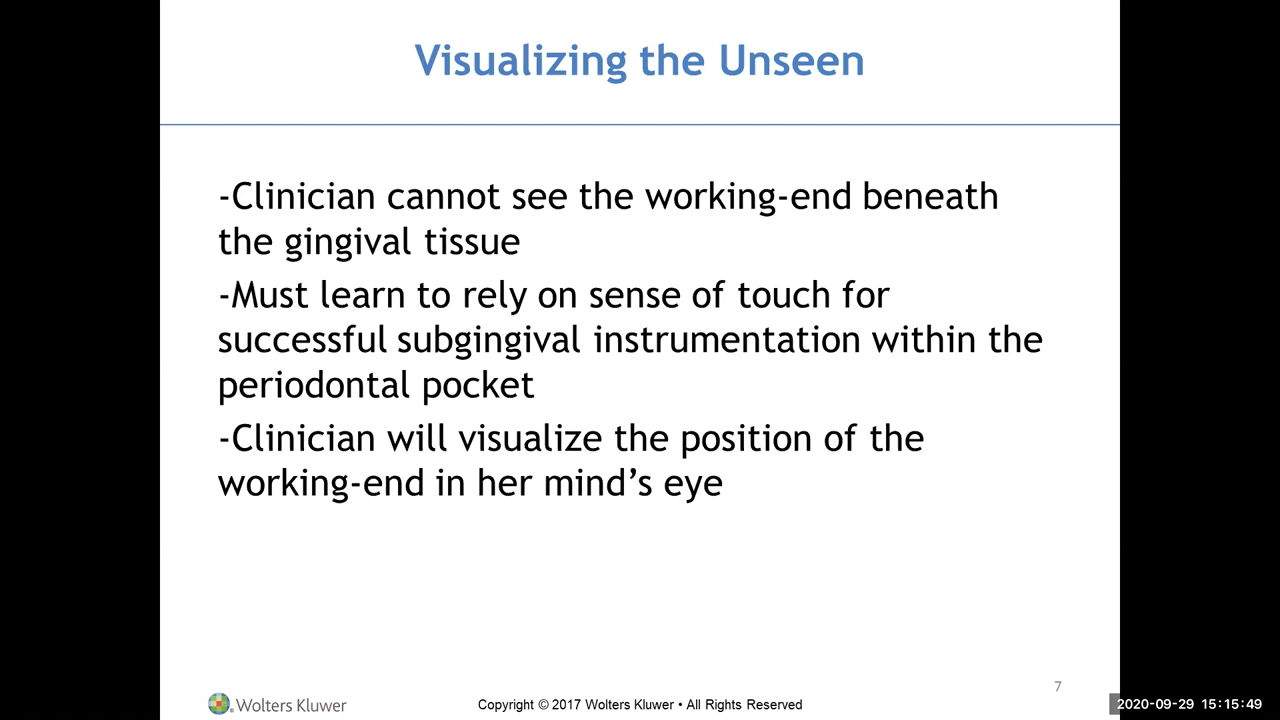 Visualizing the Unseen
-Clinician cannot see the working-end beneath
the gingival tissue
-Must learn to rely on sense of touch for
successful subgingival instrumentation within the
periodontal pocket
-Clinician will visualize the position of the
working-end in her mind’s eye
7
Wolters Kluwer
Copyright © 2017 Wolters Kluwer • All Rights Reserved
2020-09-29 15:15:49